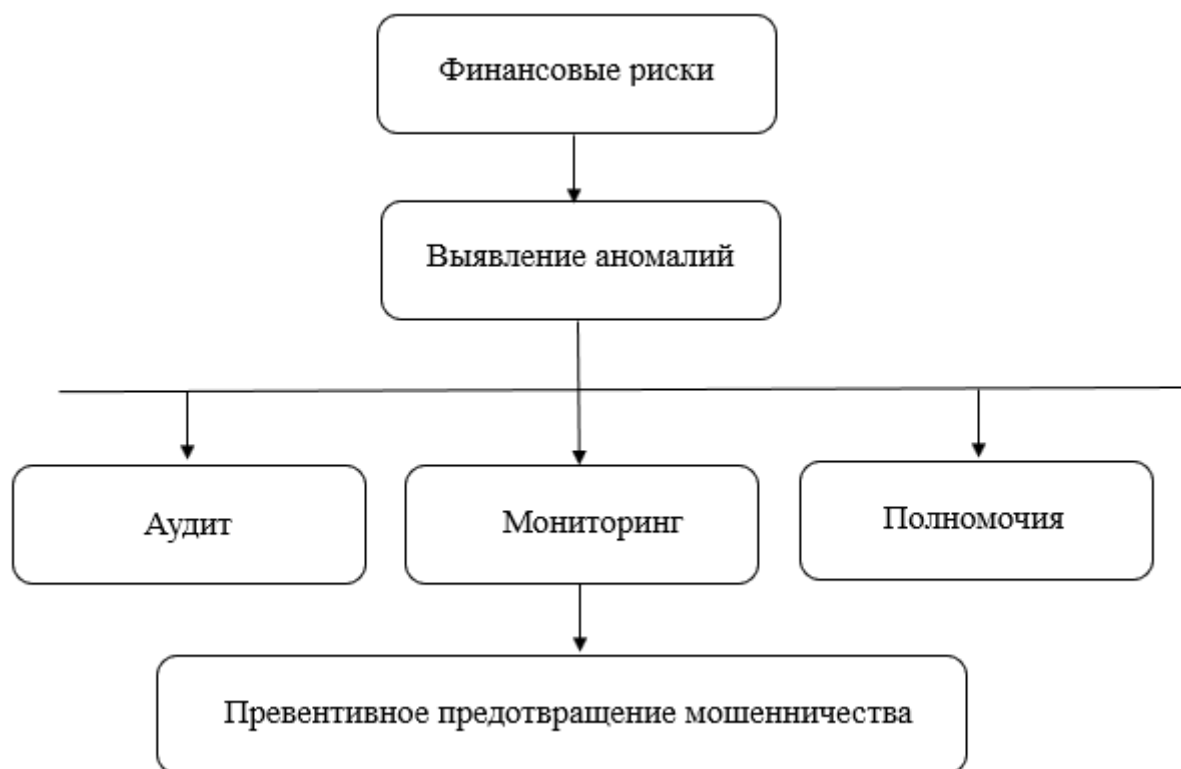 Финансовые риски
Выявление аномалий
Аудит
Мониторинг
Полномочия
Превентивное предотвращение мошенничества